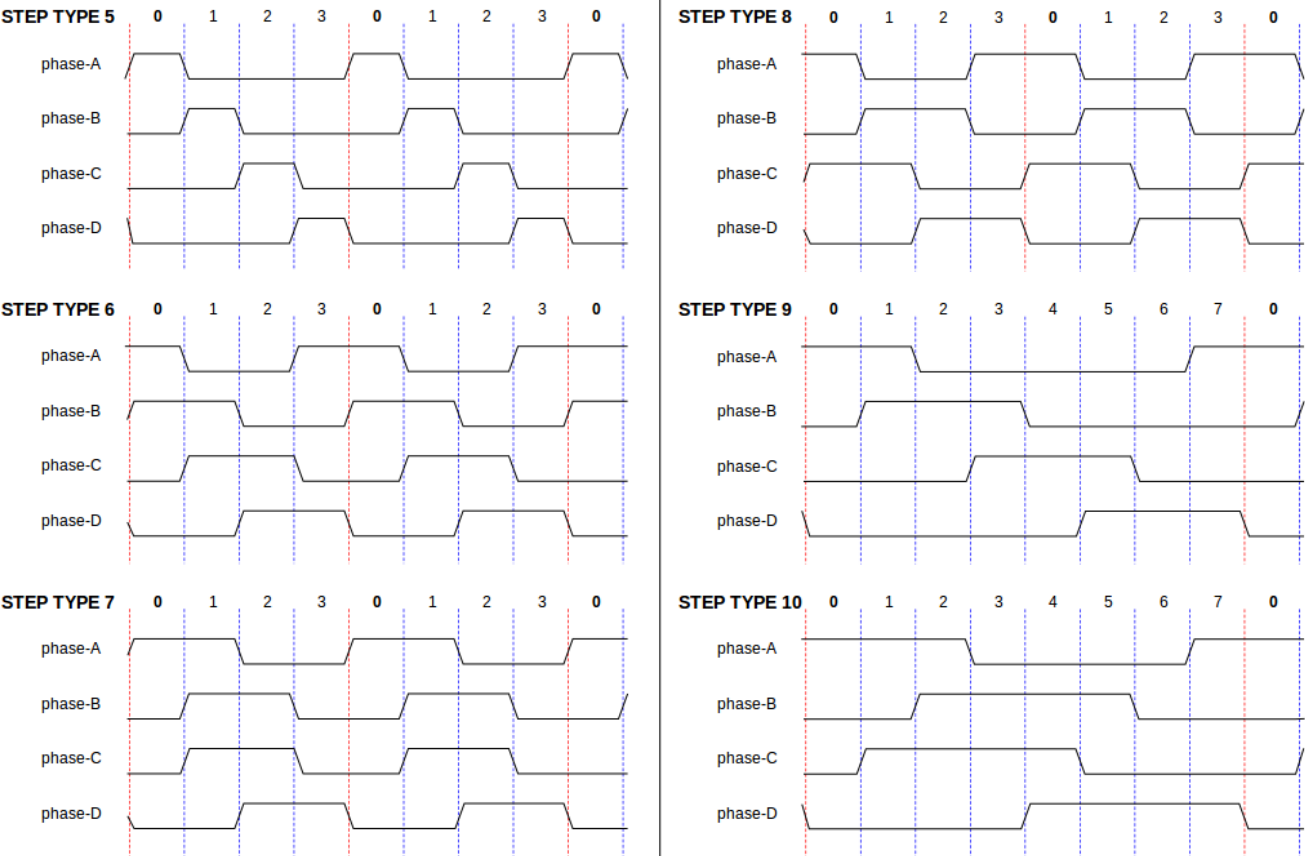 STEP TYPE 5 0 1 2 3 0 1 2 3 0
phase-A
phase-B
phase-C
phase-D
STEP TYPE 6 0 1 2 3 0 1 2 3 0
phase-A
phase-B
phase-C
phase-D
STEP TYPE 7 0 1 2 3 0 1 2 3 0
phase-A
phase-B
phase-C
phase-D
STEP TYPE 8 0 1 2 3 0 1 2 3 0
phase-A
phase-B
phase-C
phase-D
STEP TYPE 9 0 1 2 3 4 5 6 7 0
phase-A
phase-B
phase-C
phase-D
STEP TYPE 10 0 1 2 3 4 5 6 7 0
phase-A
phase-B
phase-C
phase-D